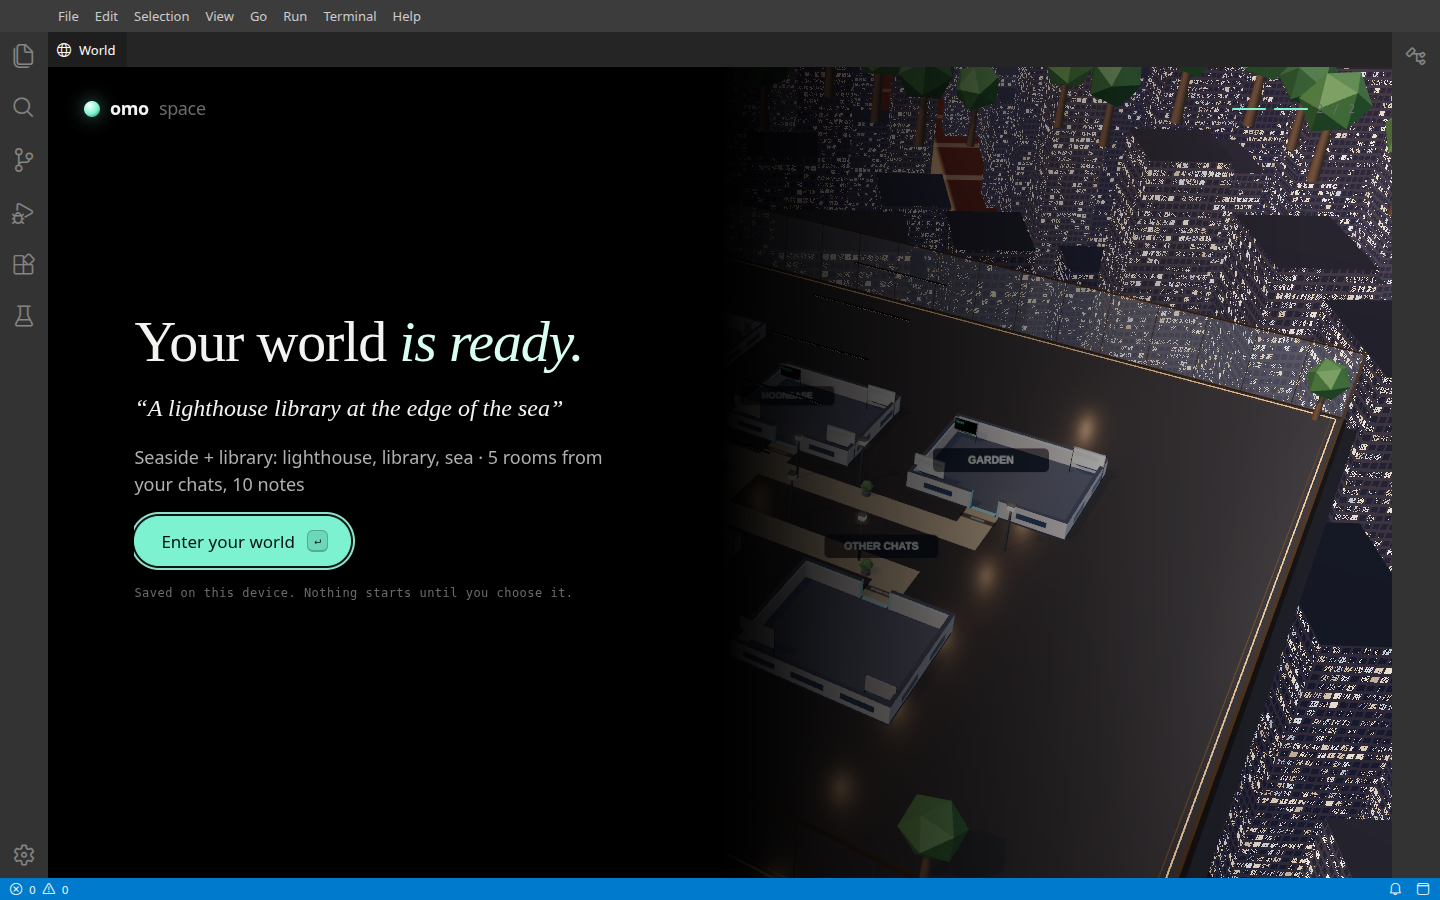 File Edit Selection View Go Run Terminal Help
World
omo space
Your world is ready.
“A lighthouse library at the edge of the sea”
Seaside + library: lighthouse, library, sea · 5 rooms from
your chats, 10 notes
Enter your world ↵
Saved on this device. Nothing starts until you choose it.
MOONBASE
GARDEN
OTHER CHATS
0 0